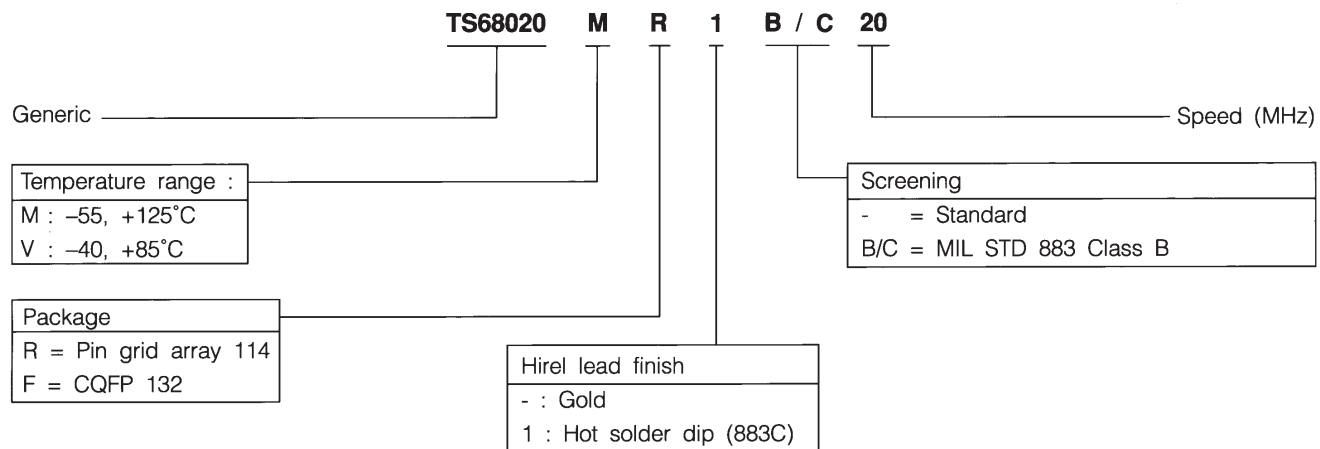 TS68020 M R 1 B / C 20
Generic
Speed (MHz)
Temperature range :
M : –55, +125°C
V : –40, +85°C
Screening
- = Standard
B/C = MIL STD 883 Class B
Package
R = Pin grid array 114
F = CQFP 132
Hirel lead finish
- : Gold
1 : Hot solder dip (883C)